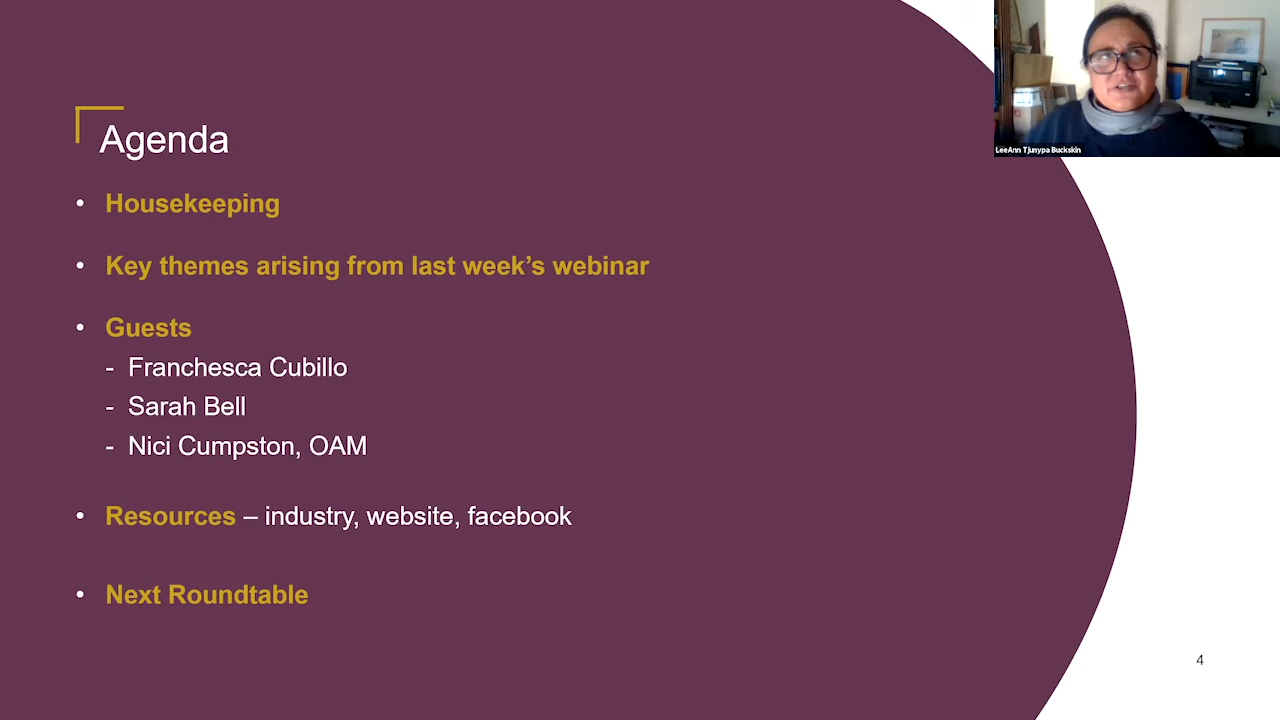 LeeAnn Tjunypa Buckskin
Agenda
• Housekeeping
• Key themes arising from last week’s webinar
• Guests
- Franchesca Cubillo
- Sarah Bell
- Nici Cumpston, OAM
• Resources – industry, website, facebook
• Next Roundtable
4